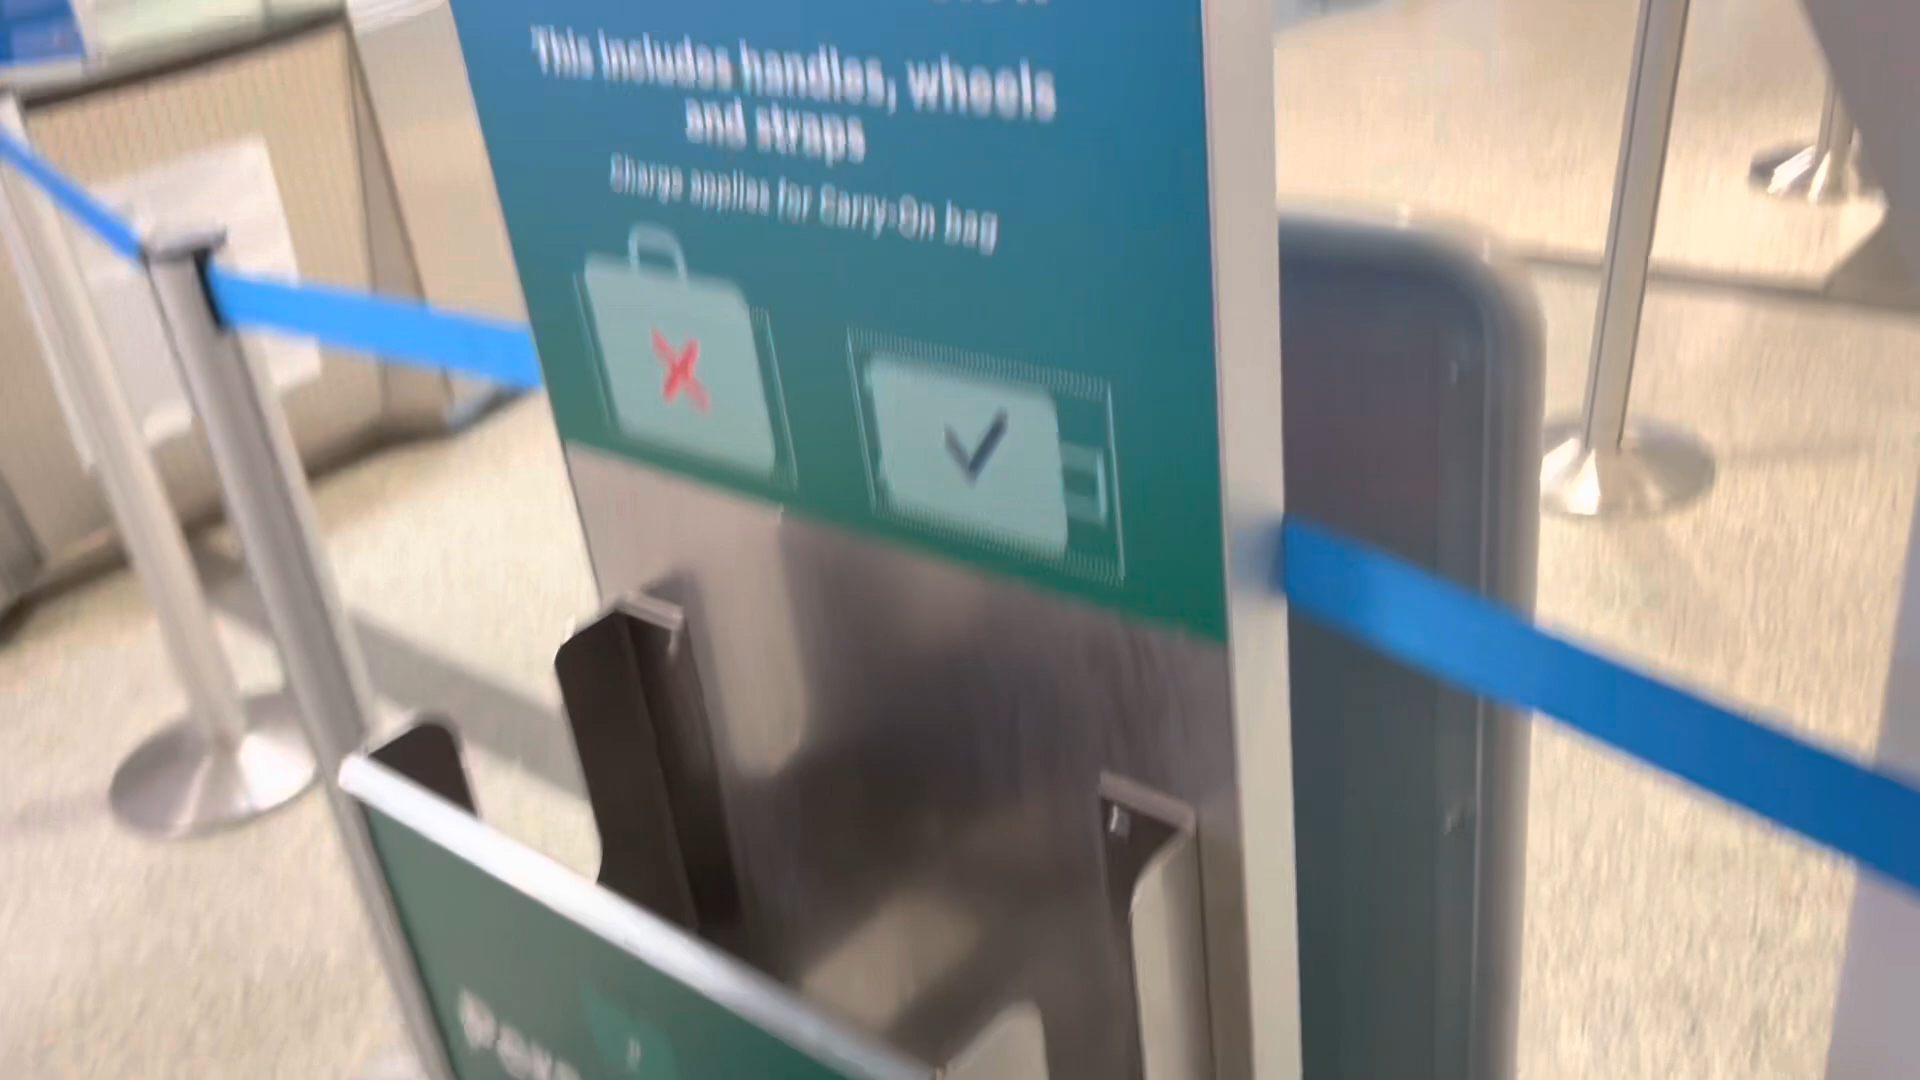 This includes handles, wheels
and straps
Charge applies for Carry-On bag